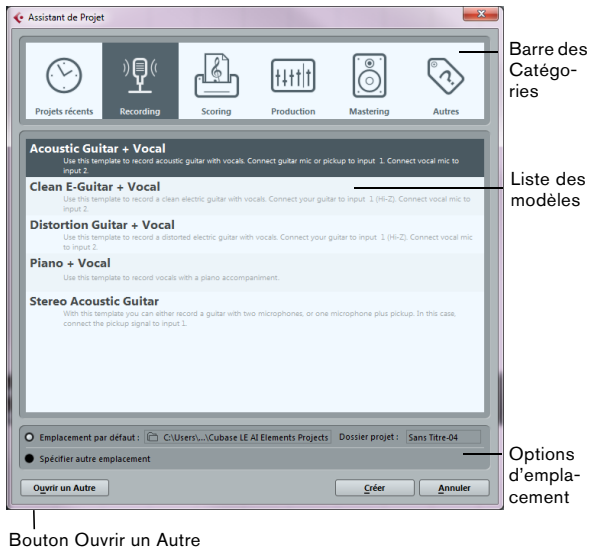 Assistant de Projet
Projets récents
Recording
Scoring
Production
Mastering
Autres
Barre des
Catégo-
ries
Acoustic Guitar + Vocal
Use this template to record acoustic guitar with vocals. Connect guitar mic or pickup to input 1. Connect vocal mic to
input 2.
Clean E-Guitar + Vocal
Use this template to record a clean electric guitar with vocals. Connect your guitar to input 1 (Hi-Z). Connect vocal mic to
input 2.
Liste des
modèles
Distortion Guitar + Vocal
Use this template to record a distorted electric guitar with vocals. Connect your guitar to input 1 (Hi-Z). Connect vocal mic
to input 2.
Piano + Vocal
Use this template to record vocals with a piano accompaniment.
Stereo Acoustic Guitar
With this template you can either record a guitar with two microphones, or one microphone plus pickup. In this case,
connect the pickup signal to input 1.
Emplacement par défaut : C:\Users\...\Cubase LE AI Elements Projects Dossier projet : Sans Titre-04
Spécifier autre emplacement
Options
d'empla-
cement
Ouvrir un Autre
Créer
Annuler
Bouton Ouvrir un Autre